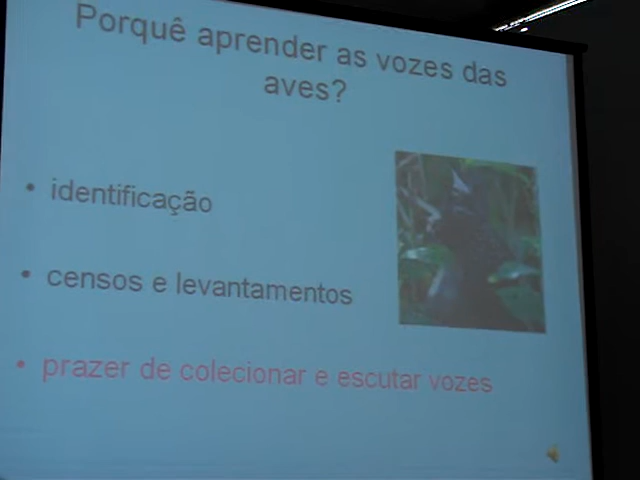 Porquê aprender as vozes das
aves?
• identificação
• censos e levantamentos
• prazer de colecionar e escutar vozes